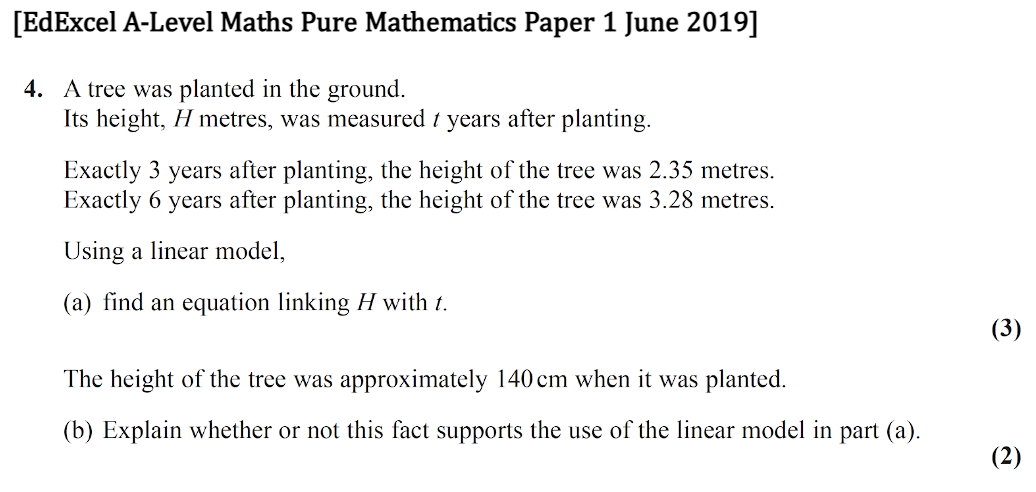 [EdExcel A-Level Maths Pure Mathematics Paper 1 June 2019]
4. A tree was planted in the ground.
Its height, H metres, was measured t years after planting.
Exactly 3 years after planting, the height of the tree was 2.35 metres.
Exactly 6 years after planting, the height of the tree was 3.28 metres.
Using a linear model,
(a) find an equation linking H with t.
(3)
The height of the tree was approximately 140 cm when it was planted.
(b) Explain whether or not this fact supports the use of the linear model in part (a).
(2)